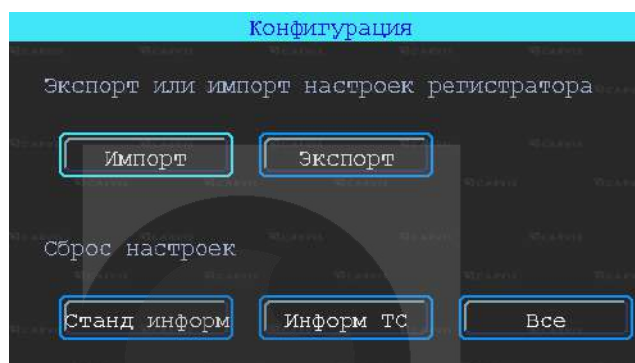 Конфигурация
Экспорт или импорт настроек регистратора
Импорт Экспорт
Сброс настроек
Станд информ Информ ТС Все